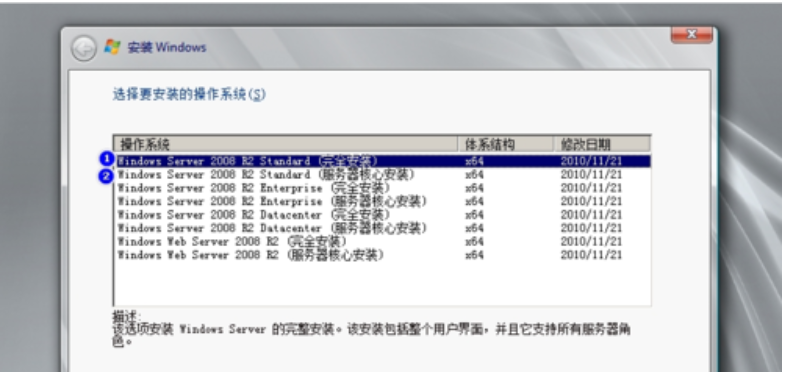 安装 Windows
选择要安装的操作系统(S)
操作系统 体系结构 修改日期
1 Windows Server 2008 R2 Standard (完全安装) x64 2010/11/21
2 Windows Server 2008 R2 Standard (服务器核心安装) x64 2010/11/21
Windows Server 2008 R2 Enterprise (完全安装) x64 2010/11/21
Windows Server 2008 R2 Enterprise (服务器核心安装) x64 2010/11/21
Windows Server 2008 R2 Datacenter (完全安装) x64 2010/11/21
Windows Server 2008 R2 Datacenter (服务器核心安装) x64 2010/11/21
Windows Web Server 2008 R2 (完全安装) x64 2010/11/21
Windows Web Server 2008 R2 (服务器核心安装) x64 2010/11/21
描述:
该选项安装 Windows Server 的完整安装。该安装包括整个用户界面，并且它支持所有服务器角
色。